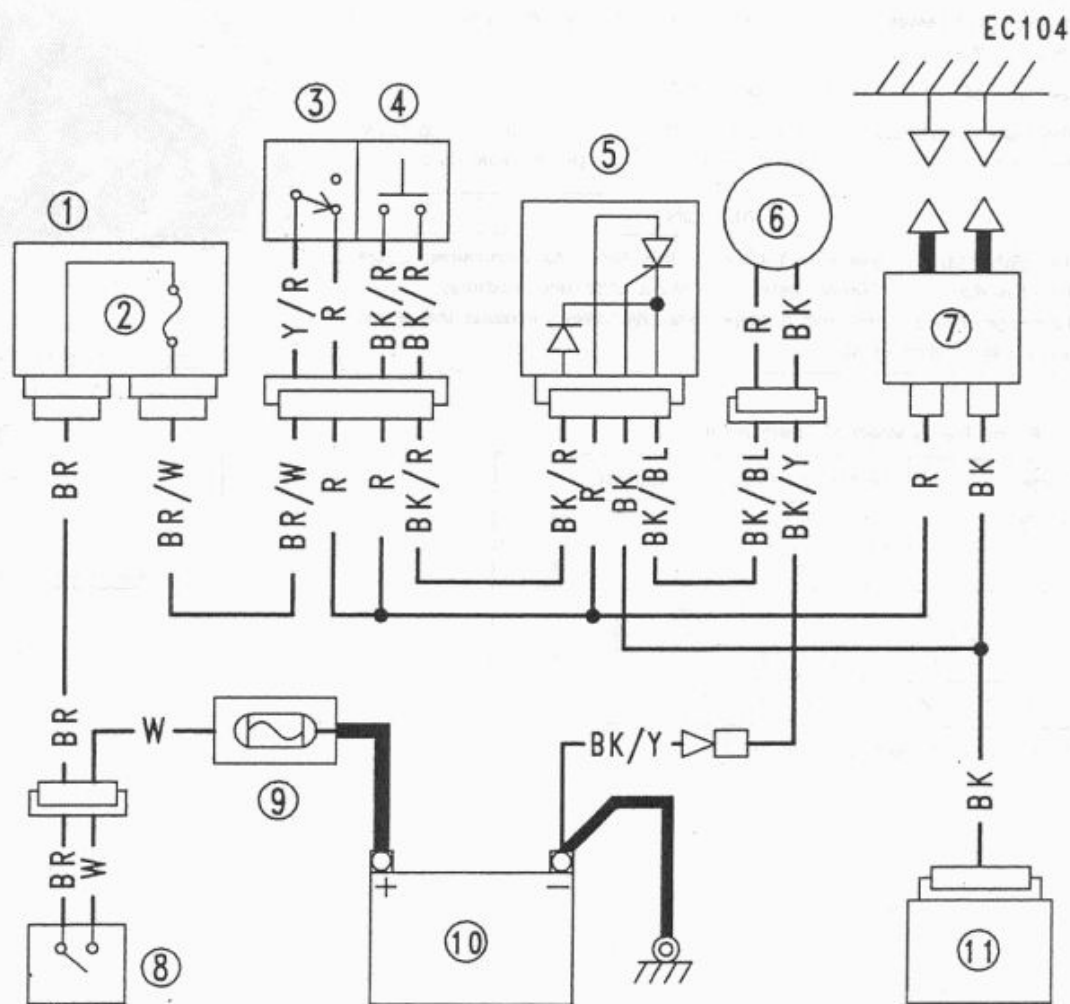 EC104
③ ④
⑤
① ⑥
② ⑦
Y/R R BK/R BK/R R BK
BR BR/W BR/W R R BK/R BK/R R BK BK/BL BK/BL BK/Y R BK
BR W BK/Y BK
⑨
+ −
BR W
⑧ ⑩ ⑪